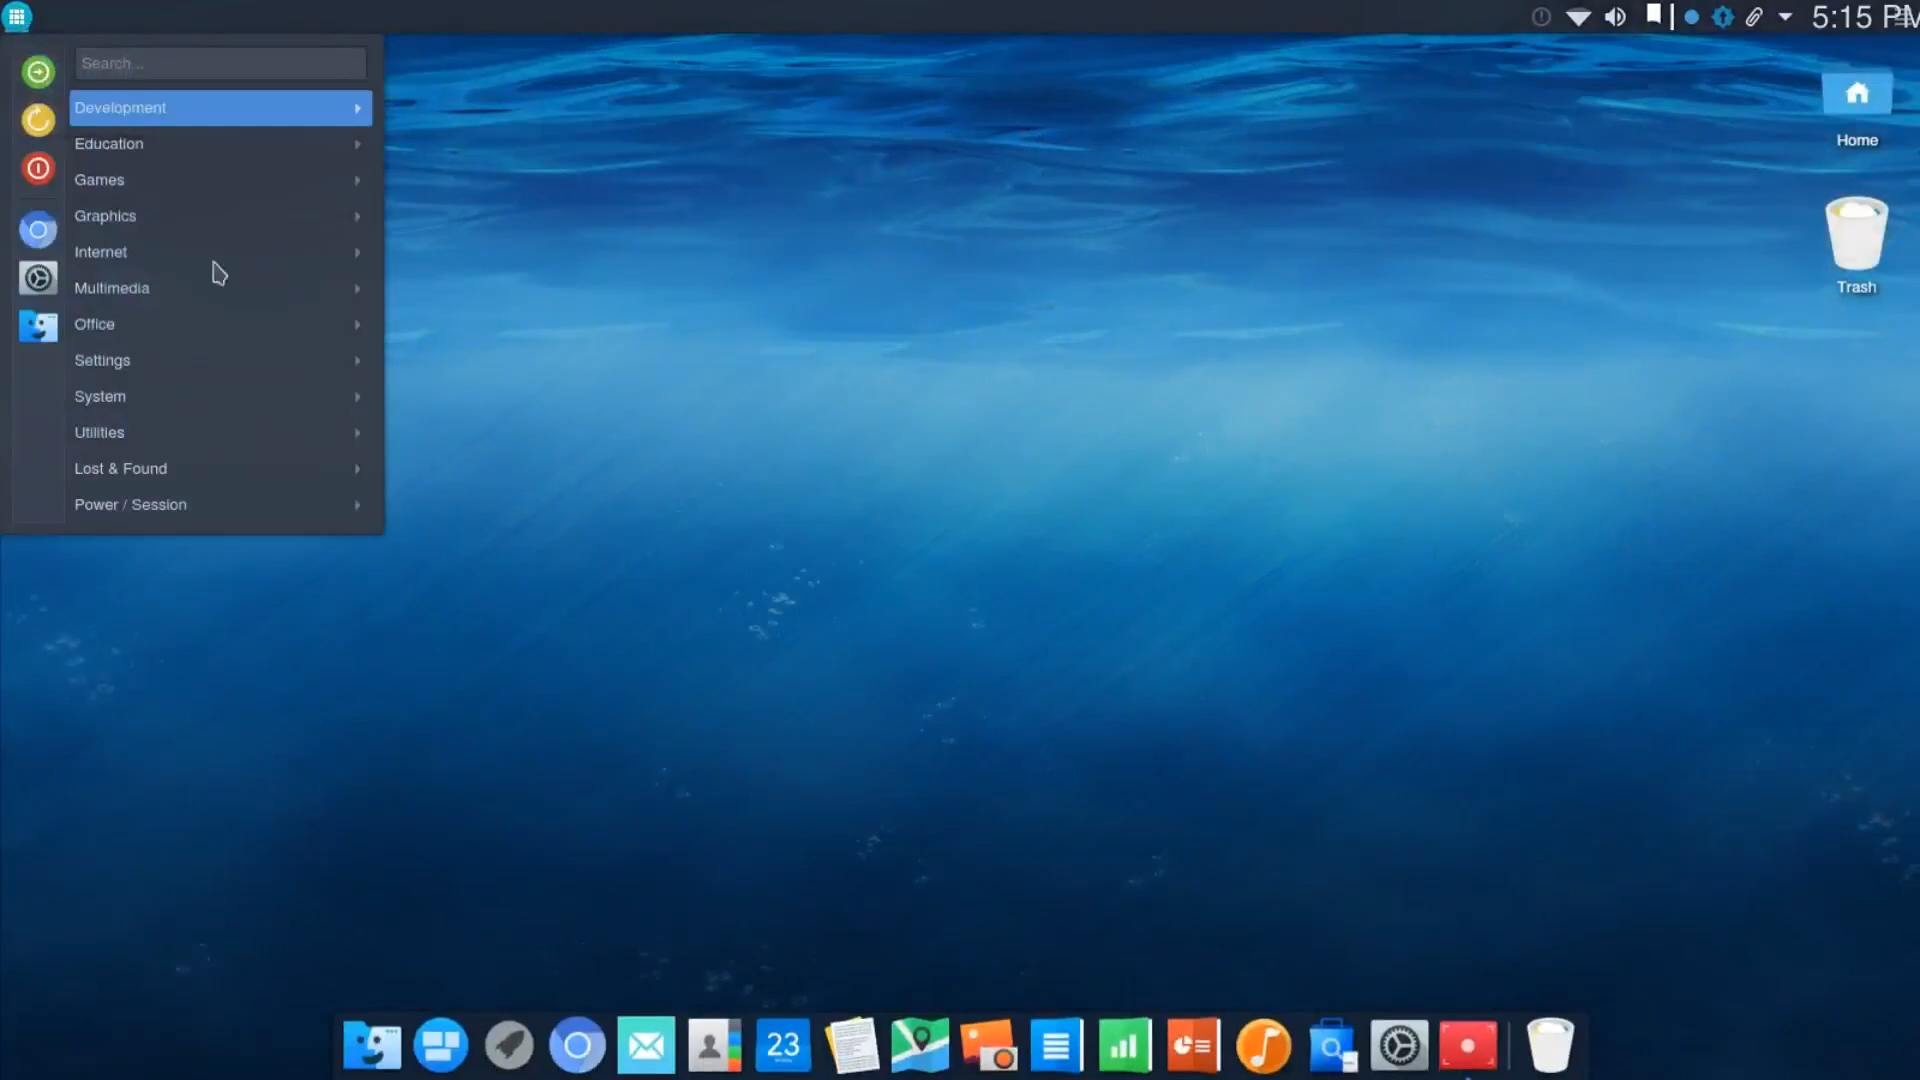 5:15 PM
Search...
Development
Education
Games
Graphics
Internet
Multimedia
Office
Settings
System
Utilities
Lost & Found
Power / Session
Home
Trash
23